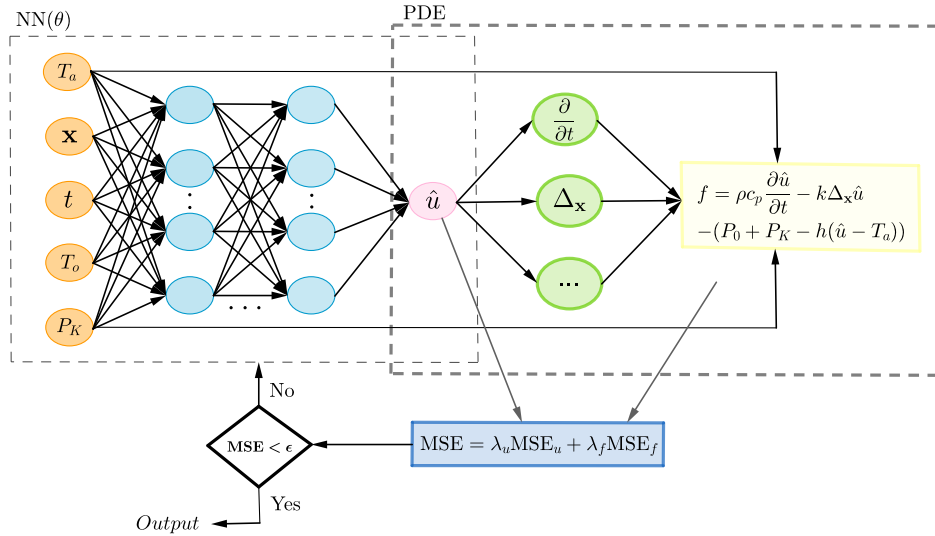 NN(θ)
PDE
T_a
x
t
T_o
P_K
⋮
⋮
...
û
∂/∂t
Δ_x
...
f = ρc_p ∂û/∂t − kΔ_x û
−(P_0 + P_K − h(û − T_a))
MSE = λ_u MSE_u + λ_f MSE_f
MSE < ϵ
No
Yes
Output